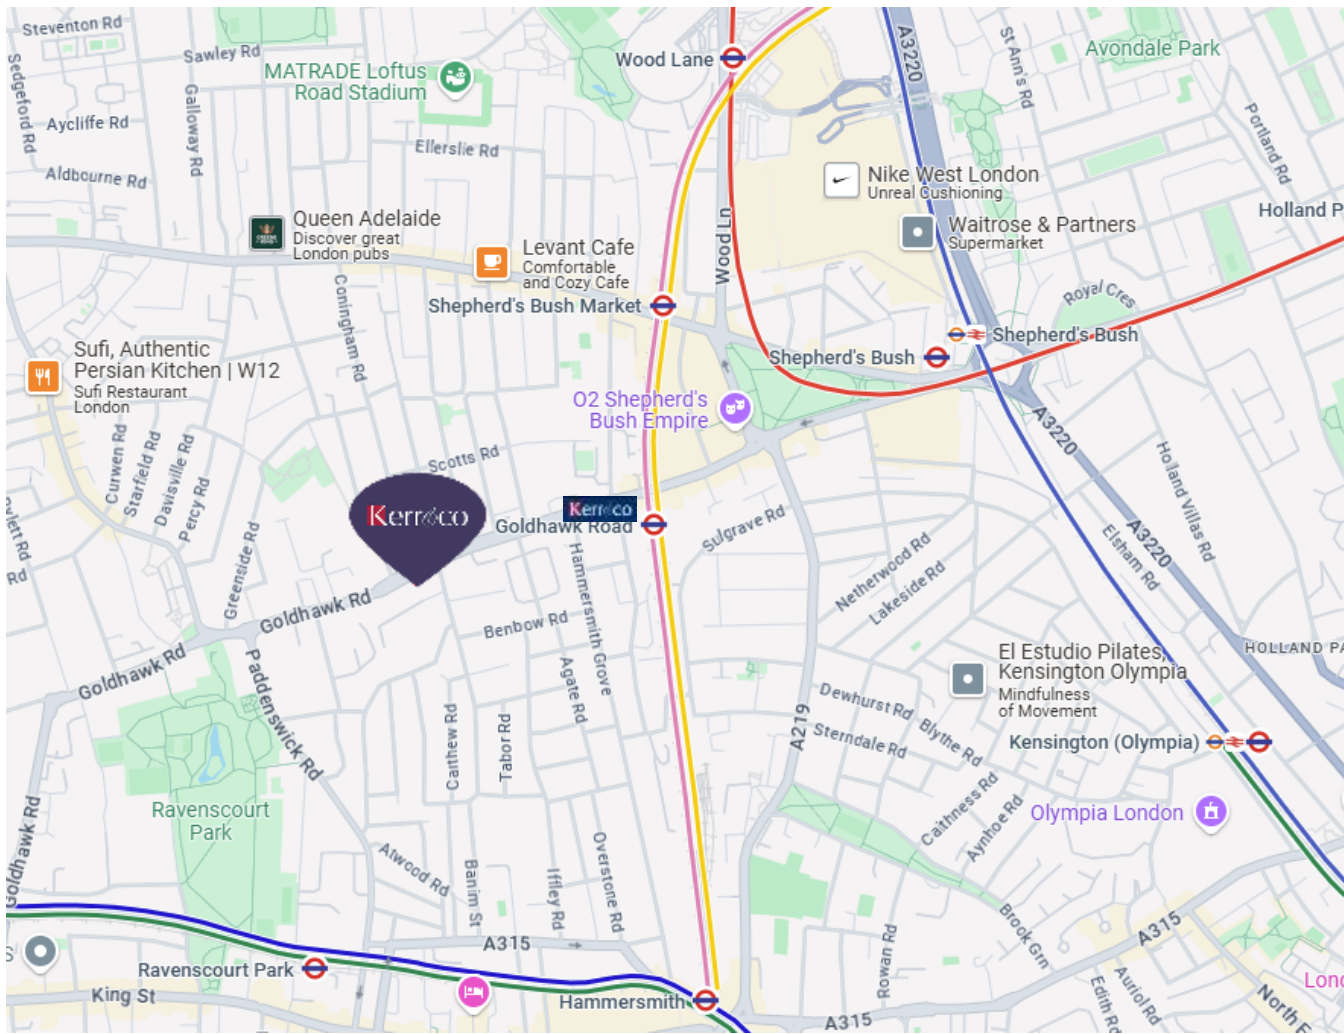 Steventon Rd
Sawley Rd
Sedgeford Rd
Galloway Rd
Aycliffe Rd
Aldbourne Rd
MATRADE Loftus
Road Stadium
Ellerslie Rd
Wood Lane
A3220
St Ann's Rd
Avondale Park
Portland Rd
Nike West London
Unreal Cushioning
Waitrose & Partners
Supermarket
Holland P
Queen Adelaide
Discover great
London pubs
Levant Cafe
Comfortable
and Cozy Cafe
Wood Ln
Shepherd's Bush Market
Coningham Rd
Royal Cres
Shepherd's Bush
Shepherd's Bush
Sufi, Authentic
Persian Kitchen | W12
Sufi Restaurant
London
O2 Shepherd's
Bush Empire
A3220
Curwen Rd
Starfield Rd
Davisville Rd
Percy Rd
Scotts Rd
Holland Villas Rd
Kerr&co
Kerr&co
Goldhawk Road
Sulgrave Rd
A3220
Elsham Rd
Rd
Greenside Rd
Goldhawk Rd
Hammersmith Grove
Netherwood Rd
Lakeside Rd
Benbow Rd
Goldhawk Rd
Paddenswick Rd
Agate Rd
El Estudio Pilates,
Kensington Olympia
Mindfulness
of Movement
HOLLAND PA
Cathew Rd
Tabor Rd
A219
Dewhurst Rd
Sterndale Rd
Blythe Rd
Kensington (Olympia)
Ravenscourt
Park
Goldhawk Rd
Caithness Rd
Aynhoe Rd
Olympia London
Atwood Rd
Banim St
Iffley Rd
Overstone Rd
Brook Grn
A315
A315
Rowan Rd
Ravenscourt Park
King St
Hammersmith
A315
Edith Rd
Auriol Rd
North E
Lond
S